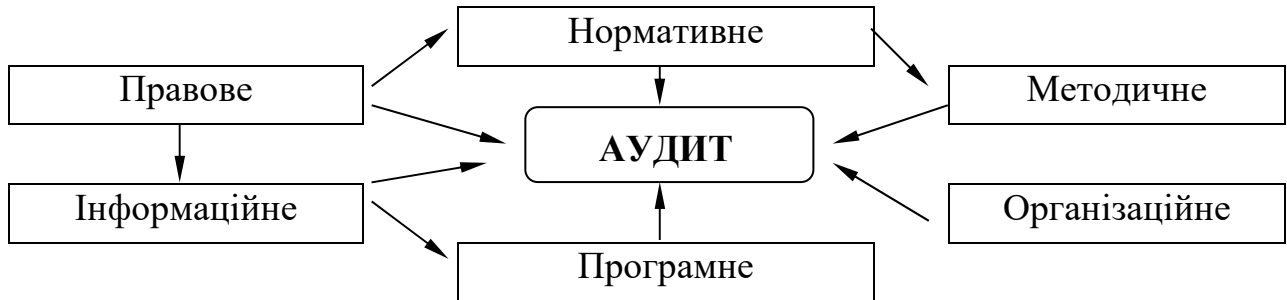 Нормативне
Правове
Методичне
АУДИТ
Інформаційне
Організаційне
Програмне